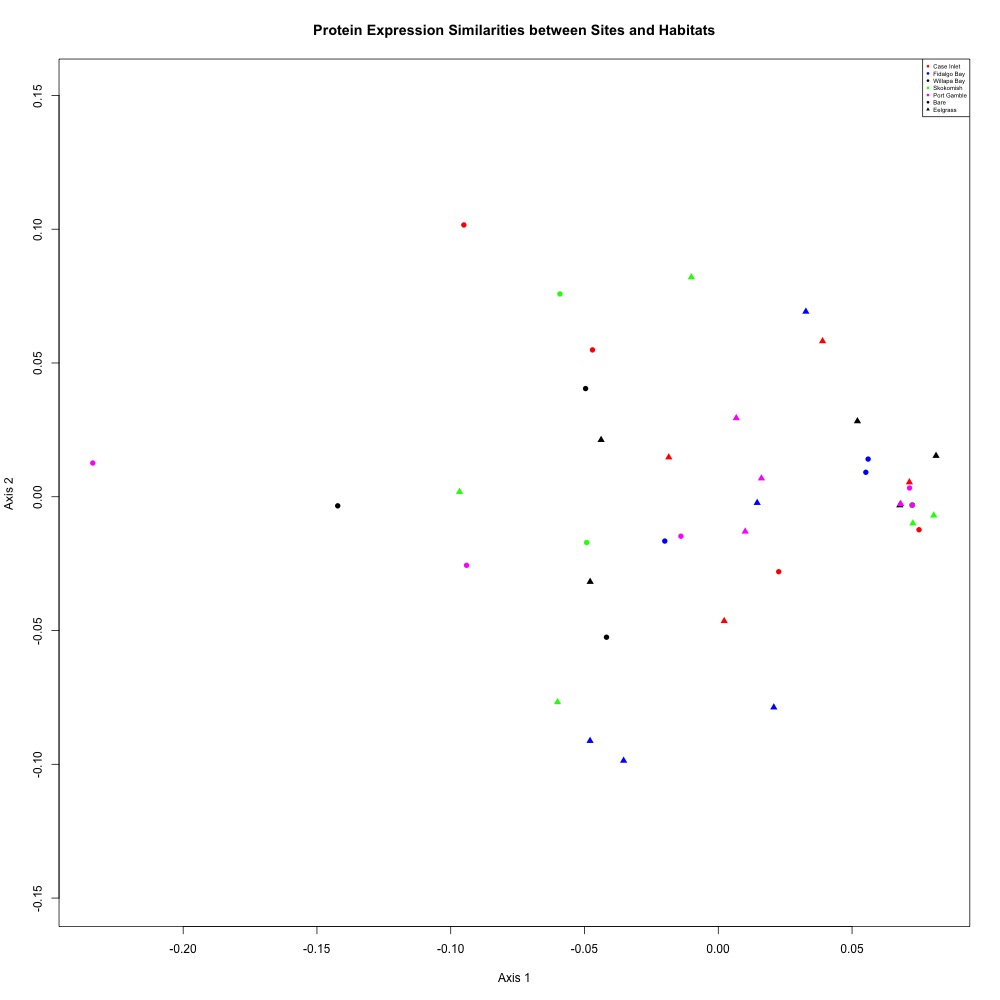 Protein Expression Similarities between Sites and Habitats
Case Inlet
Fidalgo Bay
Willapa Bay
Skokomish
Port Gamble
Bare
Eelgrass
0.15
0.10
0.05
0.00
-0.05
-0.10
-0.15
Axis 2
-0.20
-0.15
-0.10
-0.05
0.00
0.05
Axis 1